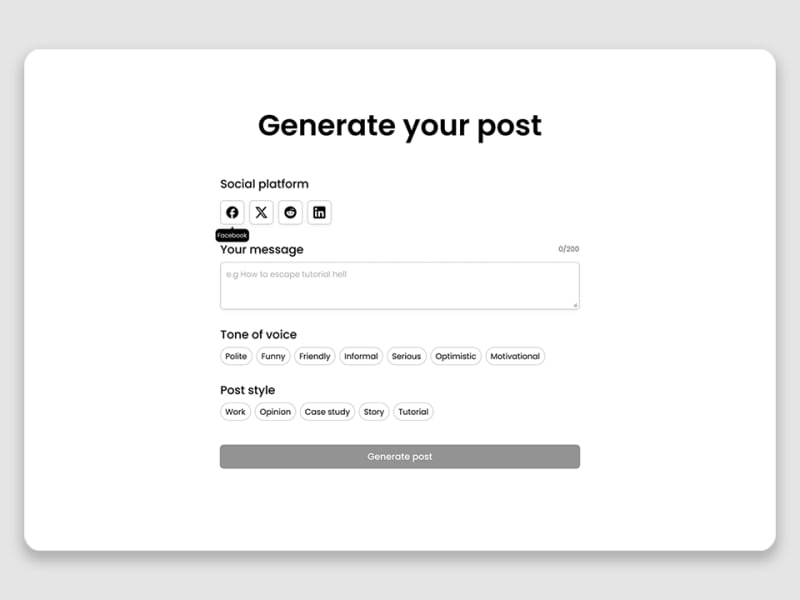 Generate your post
Social platform
Facebook
Your message 0/200
e.g How to escape tutorial hell
Tone of voice
Polite Funny Friendly Informal Serious Optimistic Motivational
Post style
Work Opinion Case study Story Tutorial
Generate post